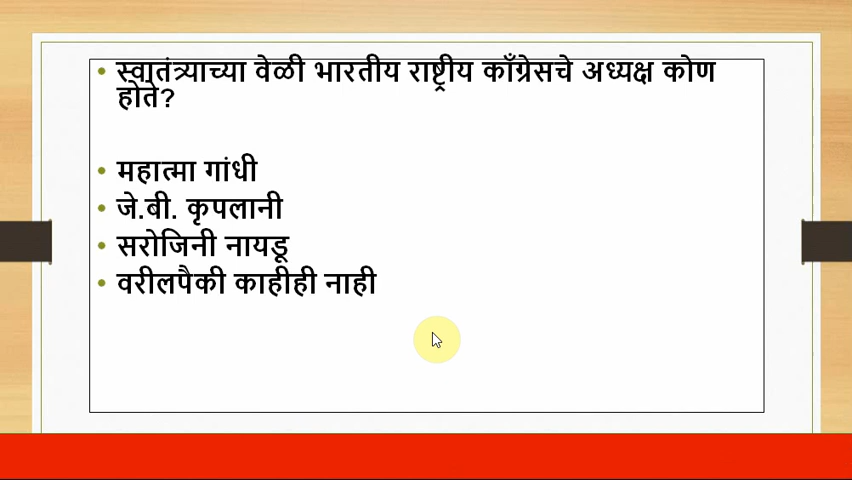 स्वातंत्र्याच्या वेळी भारतीय राष्ट्रीय काँग्रेसचे अध्यक्ष कोण
होते?
महात्मा गांधी
जे.बी. कृपलानी
सरोजिनी नायडू
वरीलपैकी काहीही नाही